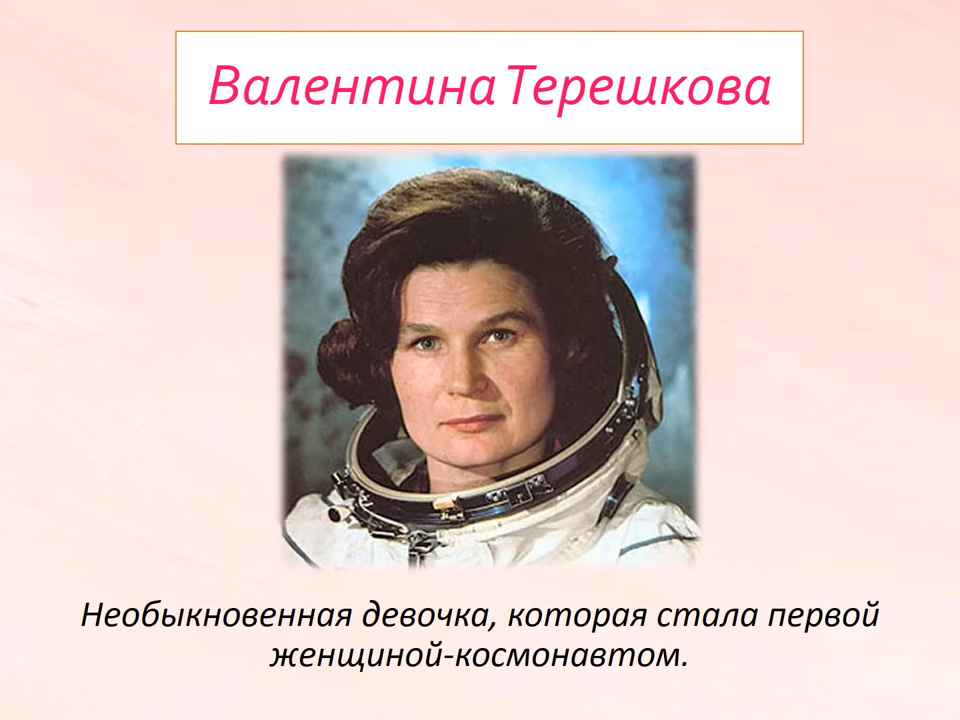 Валентина Терешкова
Необыкновенная девочка, которая стала первой
женщиной-космонавтом.